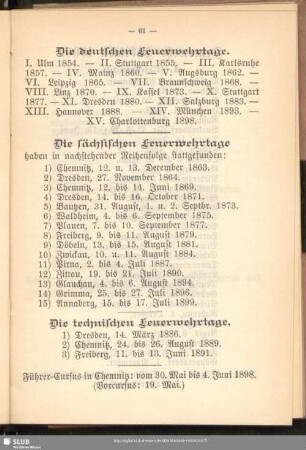 — 61 —
Die deutschen Feuerwehrtage.
I. Ulm 1854. — II. Stuttgart 1855. — III. Karlsruhe
1857. — IV. Mainz 1860. — V. Augsburg 1862. —
VI. Leipzig 1865. — VII. Braunschweig 1868. —
VIII. Linz 1870. — IX. Kassel 1873. — X. Stuttgart
1877. — XI. Dresden 1880. — XII. Salzburg 1883. —
XIII. Hannover 1888. — XIV. München 1893. —
XV. Charlottenburg 1898.
Die sächsischen Feuerwehrtage
haben in nachstehender Reihenfolge stattgefunden:
1) Chemnitz, 12. u. 13. December 1863.
2) Dresden, 27. November 1864.
3) Chemnitz, 12. bis 14. Juni 1869.
4) Dresden, 14. bis 16. October 1871.
5) Bautzen, 31. August, 1. u. 2. Septbr. 1873.
6) Waldheim, 4. bis 6. September 1875.
7) Plauen, 7. bis 10. September 1877.
8) Freiberg, 9. bis 11. August 1879.
9) Döbeln, 13. bis 15. August 1881.
10) Zwickau, 10. u. 11. August 1884.
11) Pirna, 2. bis 4. Juli 1887.
12) Zittau, 19. bis 21. Juli 1890.
13) Glauchau, 4. bis 6. August 1894.
14) Grimma, 25. bis 27. Juli 1896.
15) Annaberg, 15. bis 17. Juli 1899.
Die technischen Feuerwehrtage.
1) Dresden, 14. März 1886.
2) Chemnitz, 24. bis 26. August 1889.
3) Freiberg, 11. bis 13. Juni 1891.
Führer-Cursus in Chemnitz: vom 30. Mai bis 4. Juni 1898.
(Vorcursus: 19. Mai.)
SLUB